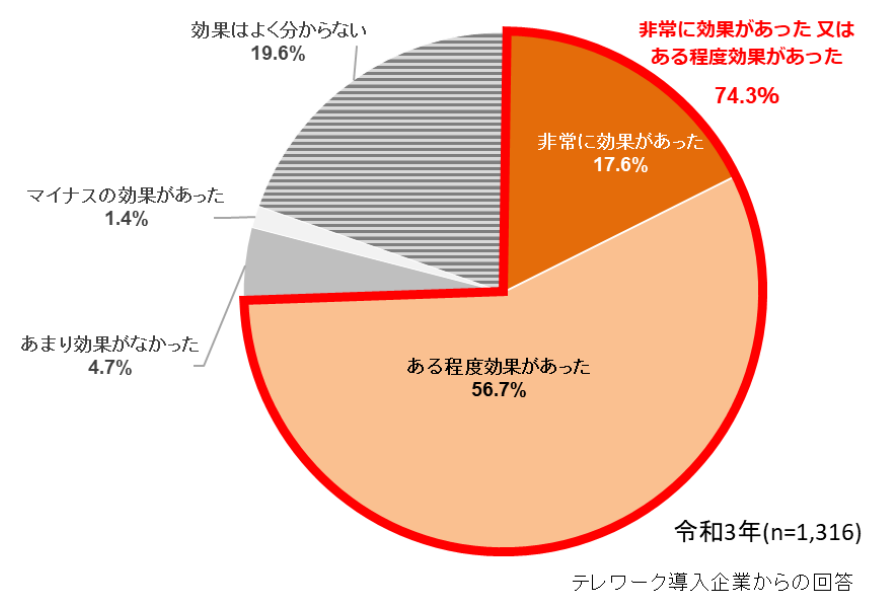 効果はよく分からない
19.6%
非常に効果があった 又は
ある程度効果があった
74.3%
非常に効果があった
17.6%
マイナスの効果があった
1.4%
あまり効果がなかった
4.7%
ある程度効果があった
56.7%
令和3年(n=1,316)
テレワーク導入企業からの回答